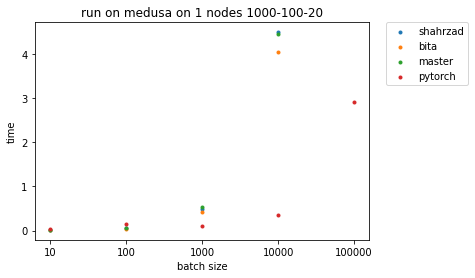 run on medusa on 1 nodes 1000-100-20
shahrzad
bita
master
pytorch
4
3
2
1
0
time
10 100 1000 10000 100000
batch size